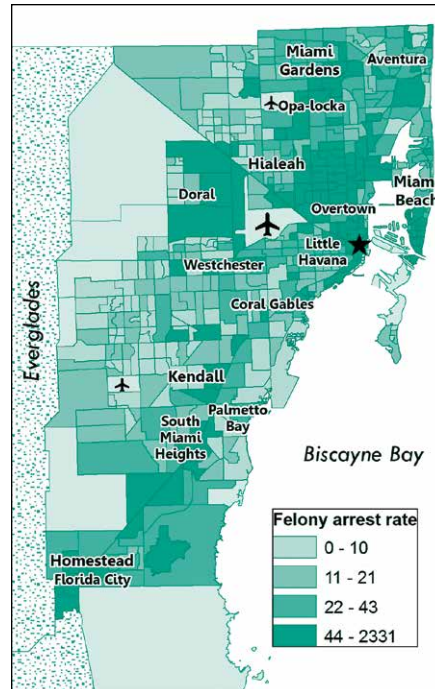 Miami
Gardens
Aventura
Opa-locka
Hialeah
Doral
Miami
Beach
Overtown
Little
Havana
Westchester
Coral Gables
Everglades
Kendall
Palmetto
Bay
South
Miami
Heights
Biscayne Bay
Homestead
Florida City
Felony arrest rate
0 - 10
11 - 21
22 - 43
44 - 2331